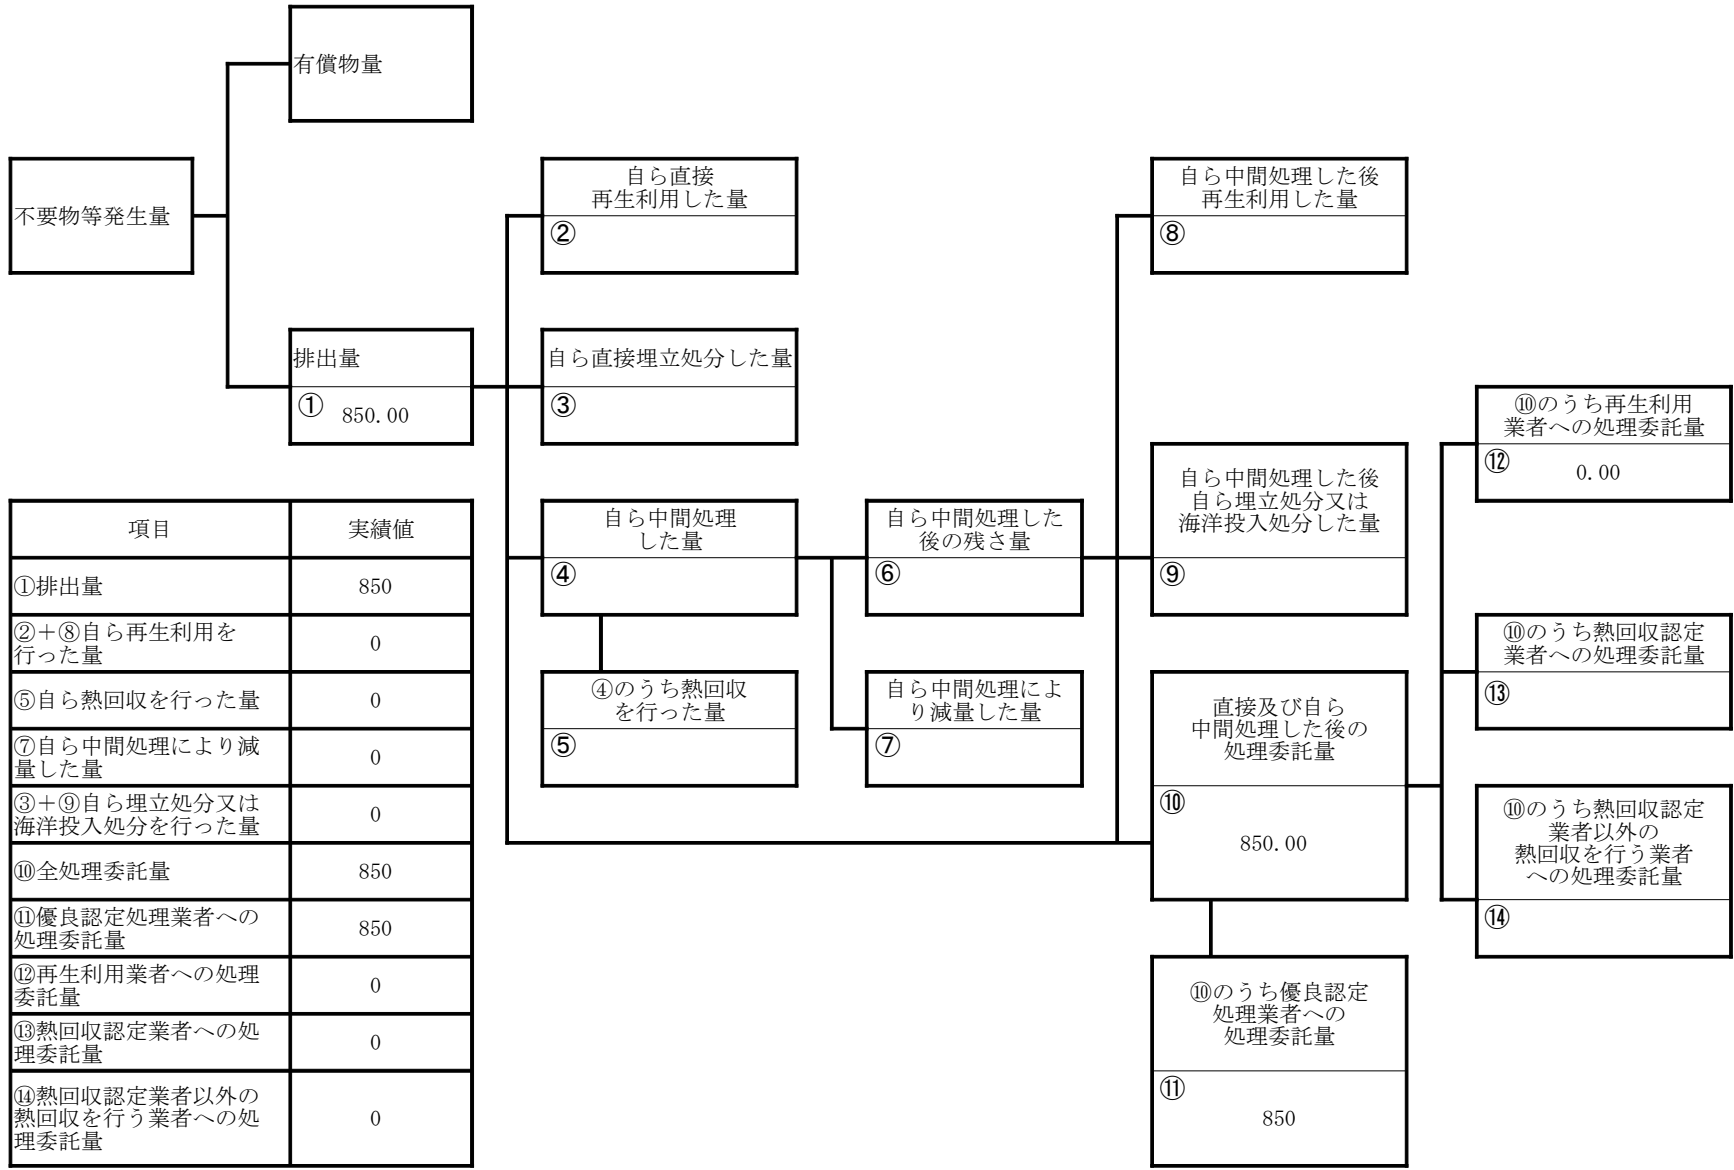 有償物量
不要物等発生量
自ら直接
再生利用した量
②
自ら中間処理した後
再生利用した量
⑧
排出量
① 850.00
自ら直接埋立処分した量
③
⑩のうち再生利用
業者への処理委託量
⑫ 0.00
自ら中間処理
した量
④
自ら中間処理した
後の残さ量
⑥
自ら中間処理した後
自ら埋立処分又は
海洋投入処分した量
⑨
④のうち熱回収
を行った量
⑤
自ら中間処理によ
り減量した量
⑦
直接及び自ら
中間処理した後の
処理委託量
⑩
850.00
⑩のうち熱回収認定
業者への処理委託量
⑬
⑩のうち熱回収認定
業者以外の
熱回収を行う業者
への処理委託量
⑭
⑩のうち優良認定
処理業者への
処理委託量
⑪
850
項目 実績値
①排出量 850
②＋⑧自ら再生利用を
行った量 0
⑤自ら熱回収を行った量 0
⑦自ら中間処理により減
量した量 0
③＋⑨自ら埋立処分又は
海洋投入処分を行った量 0
⑩全処理委託量 850
⑪優良認定処理業者への
処理委託量 850
⑫再生利用業者への処理
委託量 0
⑬熱回収認定業者への処
理委託量 0
⑭熱回収認定業者以外の
熱回収を行う業者への処
理委託量 0